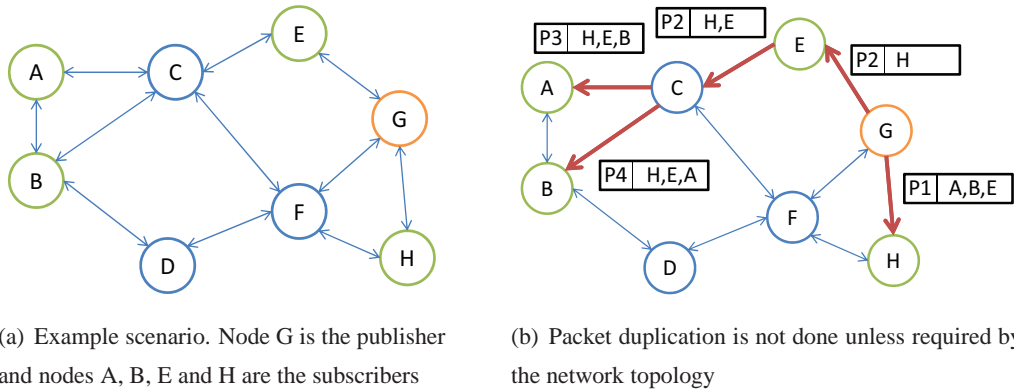 E
A
C
G
B
F
D
H
P3 H,E,B
P2 H,E
E
P2 H
A
C
G
P4 H,E,A
B
P1 A,B,E
F
D
H
(a) Example scenario. Node G is the publisher
and nodes A, B, E and H are the subscribers
(b) Packet duplication is not done unless required by
the network topology